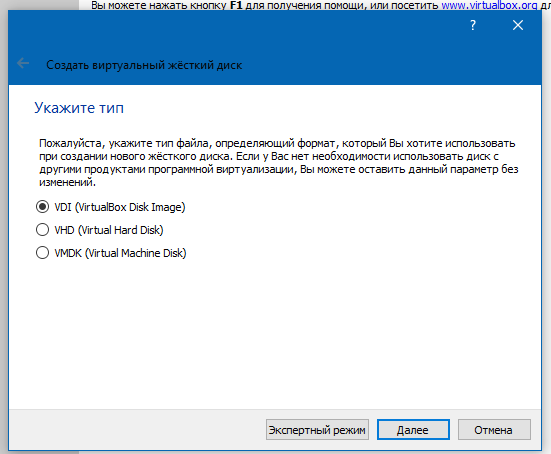 Вы можете нажать кнопку F1 для получения помощи, или посетить www.virtualbox.org дл
?
Создать виртуальный жёсткий диск
Укажите тип
Пожалуйста, укажите тип файла, определяющий формат, который Вы хотите использовать
при создании нового жёсткого диска. Если у Вас нет необходимости использовать диск с
другими продуктами программной виртуализации, Вы можете оставить данный параметр без
изменений.
VDI (VirtualBox Disk Image)
VHD (Virtual Hard Disk)
VMDK (Virtual Machine Disk)
Экспертный режим Далее Отмена